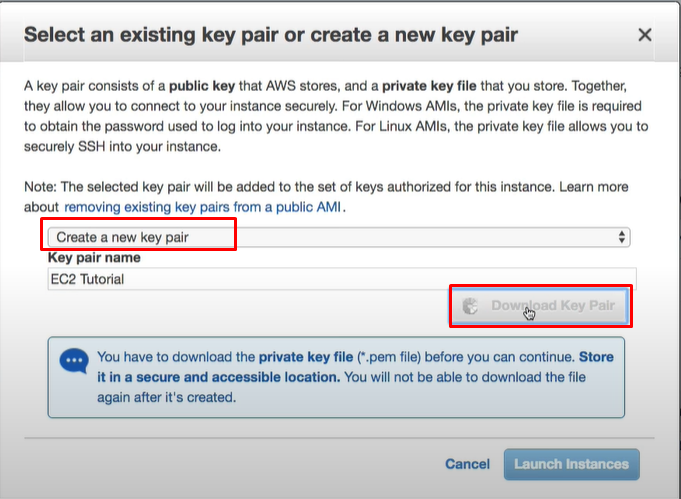 Select an existing key pair or create a new key pair
A key pair consists of a public key that AWS stores, and a private key file that you store. Together,
they allow you to connect to your instance securely. For Windows AMIs, the private key file is required
to obtain the password used to log into your instance. For Linux AMIs, the private key file allows you to
securely SSH into your instance.
Note: The selected key pair will be added to the set of keys authorized for this instance. Learn more
about removing existing key pairs from a public AMI.
Create a new key pair
Key pair name
EC2 Tutorial
Download Key Pair
You have to download the private key file (*.pem file) before you can continue. Store
it in a secure and accessible location. You will not be able to download the file
again after it's created.
Cancel Launch Instances